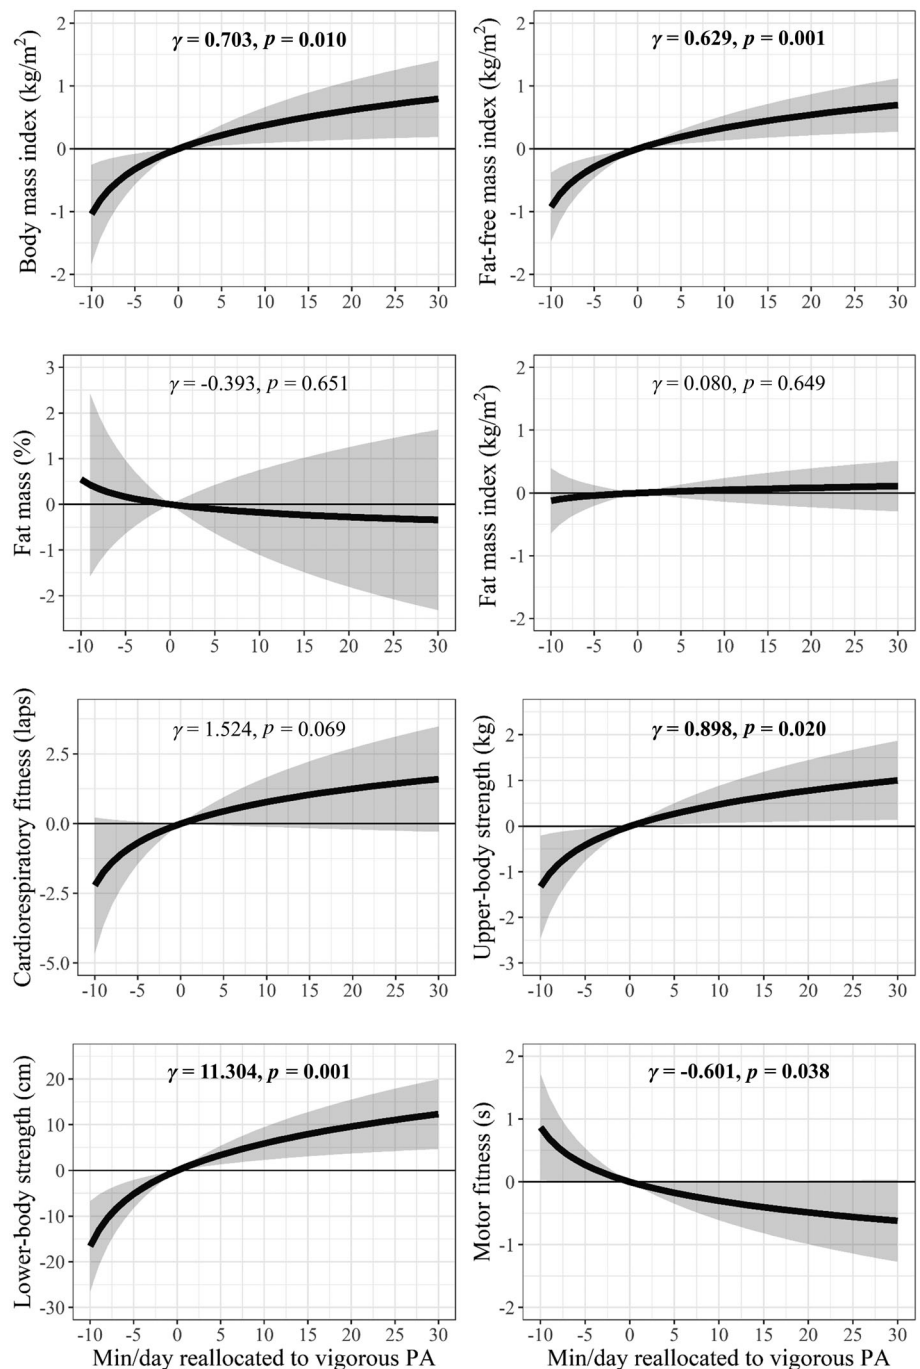 Body mass index (kg/m²)
γ = 0.703, p = 0.010
2
1
0
-1
-2
-10 -5 0 5 10 15 20 25 30
Fat-free mass index (kg/m²)
γ = 0.629, p = 0.001
2
1
0
-1
-2
-10 -5 0 5 10 15 20 25 30
Fat mass (%)
γ = -0.393, p = 0.651
3
2
1
0
-1
-2
-10 -5 0 5 10 15 20 25 30
Fat mass index (kg/m²)
γ = 0.080, p = 0.649
2
1
0
-1
-2
-10 -5 0 5 10 15 20 25 30
Cardiorespiratory fitness (laps)
γ = 1.524, p = 0.069
2.5
0.0
-2.5
-5.0
-10 -5 0 5 10 15 20 25 30
Upper-body strength (kg)
γ = 0.898, p = 0.020
2
1
0
-1
-2
-3
-10 -5 0 5 10 15 20 25 30
Lower-body strength (cm)
γ = 11.304, p = 0.001
20
10
0
-10
-20
-30
-10 -5 0 5 10 15 20 25 30
Min/day reallocated to vigorous PA
Motor fitness (s)
γ = -0.601, p = 0.038
2
1
0
-1
-2
-10 -5 0 5 10 15 20 25 30
Min/day reallocated to vigorous PA